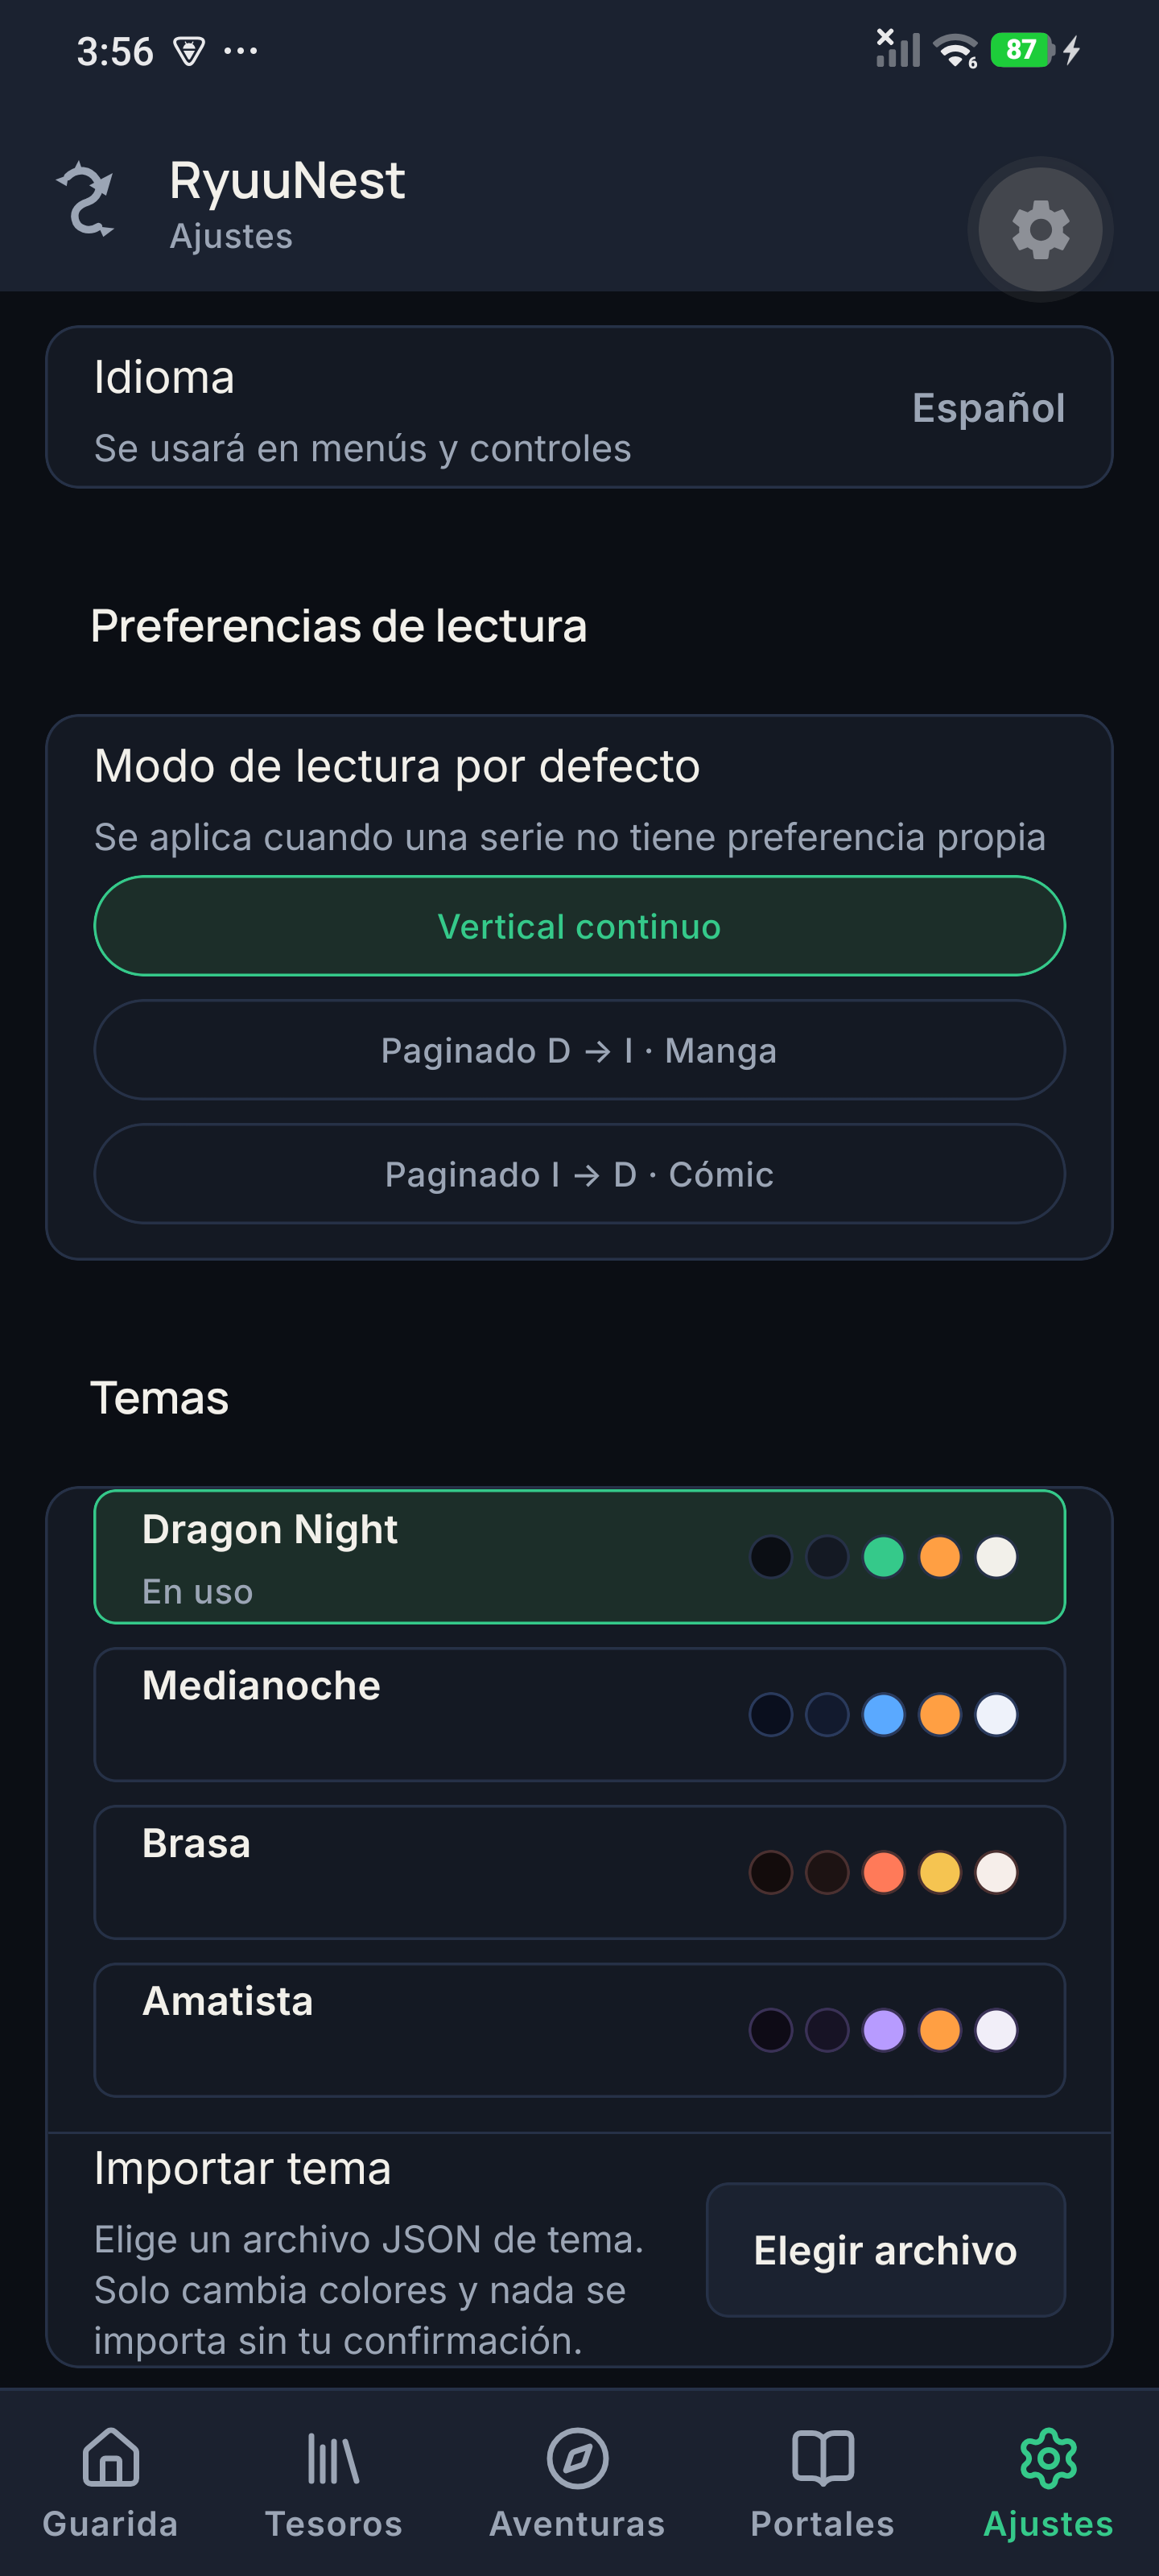 3:56
87
6
RyuuNest
Ajustes
Idioma
Se usará en menús y controles
Español
Preferencias de lectura
Modo de lectura por defecto
Se aplica cuando una serie no tiene preferencia propia
Vertical continuo
Paginado D → I · Manga
Paginado I → D · Cómic
Temas
Dragon Night
En uso
Medianoche
Brasa
Amatista
Importar tema
Elige un archivo JSON de tema.
Solo cambia colores y nada se
importa sin tu confirmación.
Elegir archivo
Guarida
Tesoros
Aventuras
Portales
Ajustes